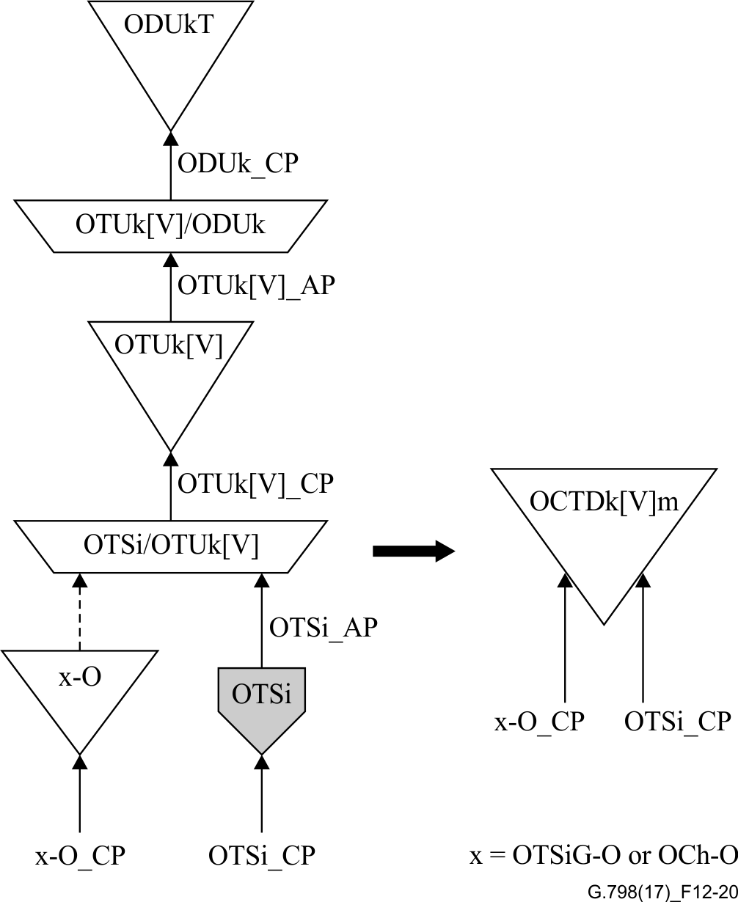 ODUkT
ODUk_CP
OTUk[V]/ODUk
OTUk[V]_AP
OTUk[V]
OTUk[V]_CP
OTSi/OTUk[V]
OTSi_AP
x-O
OTSi
x-O_CP
OTSi_CP
OCTDk[V]m
x-O_CP
OTSi_CP
x = OTSiG-O or OCh-O
G.798(17)_F12-20